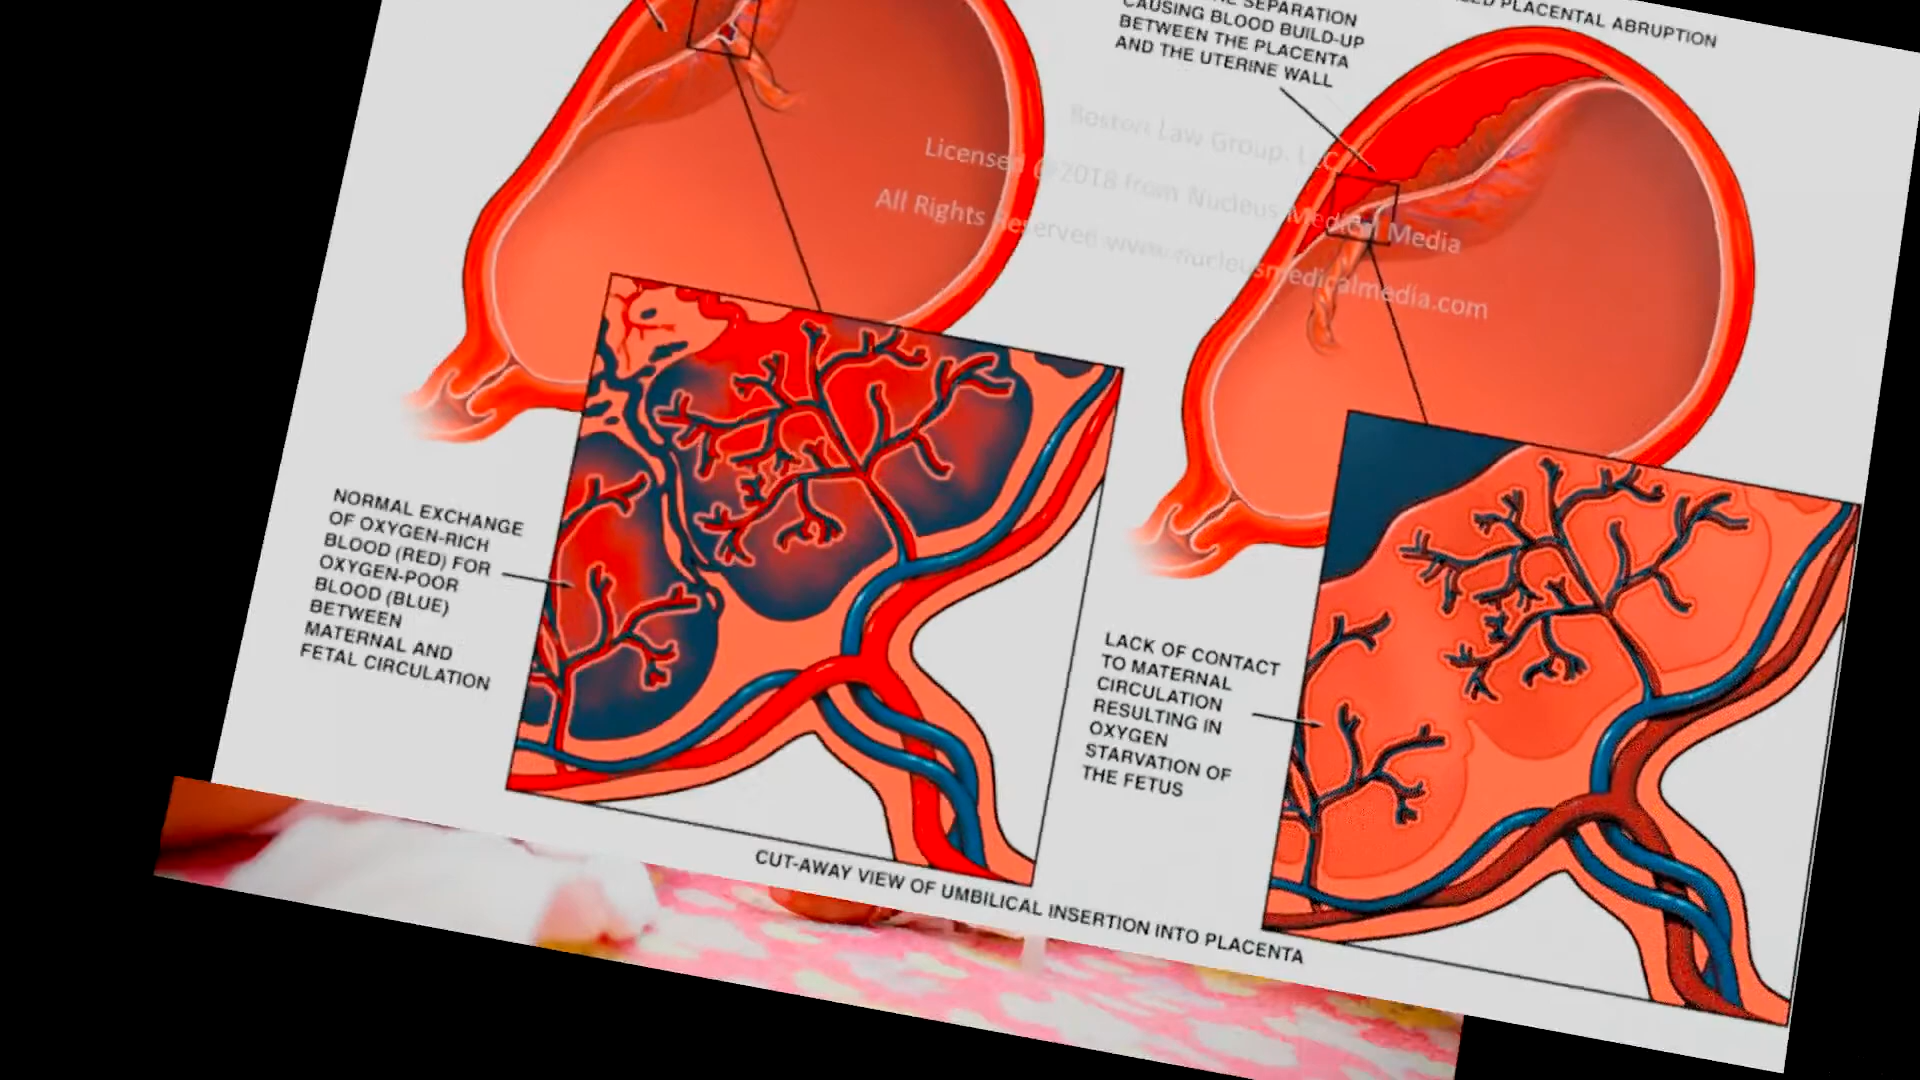 SEPARATION
CAUSING BLOOD BUILD-UP
BETWEEN THE PLACENTA
AND THE UTERINE WALL
PLACENTAL ABRUPTION
Boston Law Group, LLC
Licensed @2018 from Nucleus Medical Media
All Rights Reserved www.nucleusmedicalmedia.com
NORMAL EXCHANGE
OF OXYGEN-RICH
BLOOD (RED) FOR
OXYGEN-POOR
BLOOD (BLUE)
BETWEEN
MATERNAL AND
FETAL CIRCULATION
LACK OF CONTACT
TO MATERNAL
CIRCULATION
RESULTING IN
OXYGEN
STARVATION OF
THE FETUS
CUT-AWAY VIEW OF UMBILICAL INSERTION INTO PLACENTA